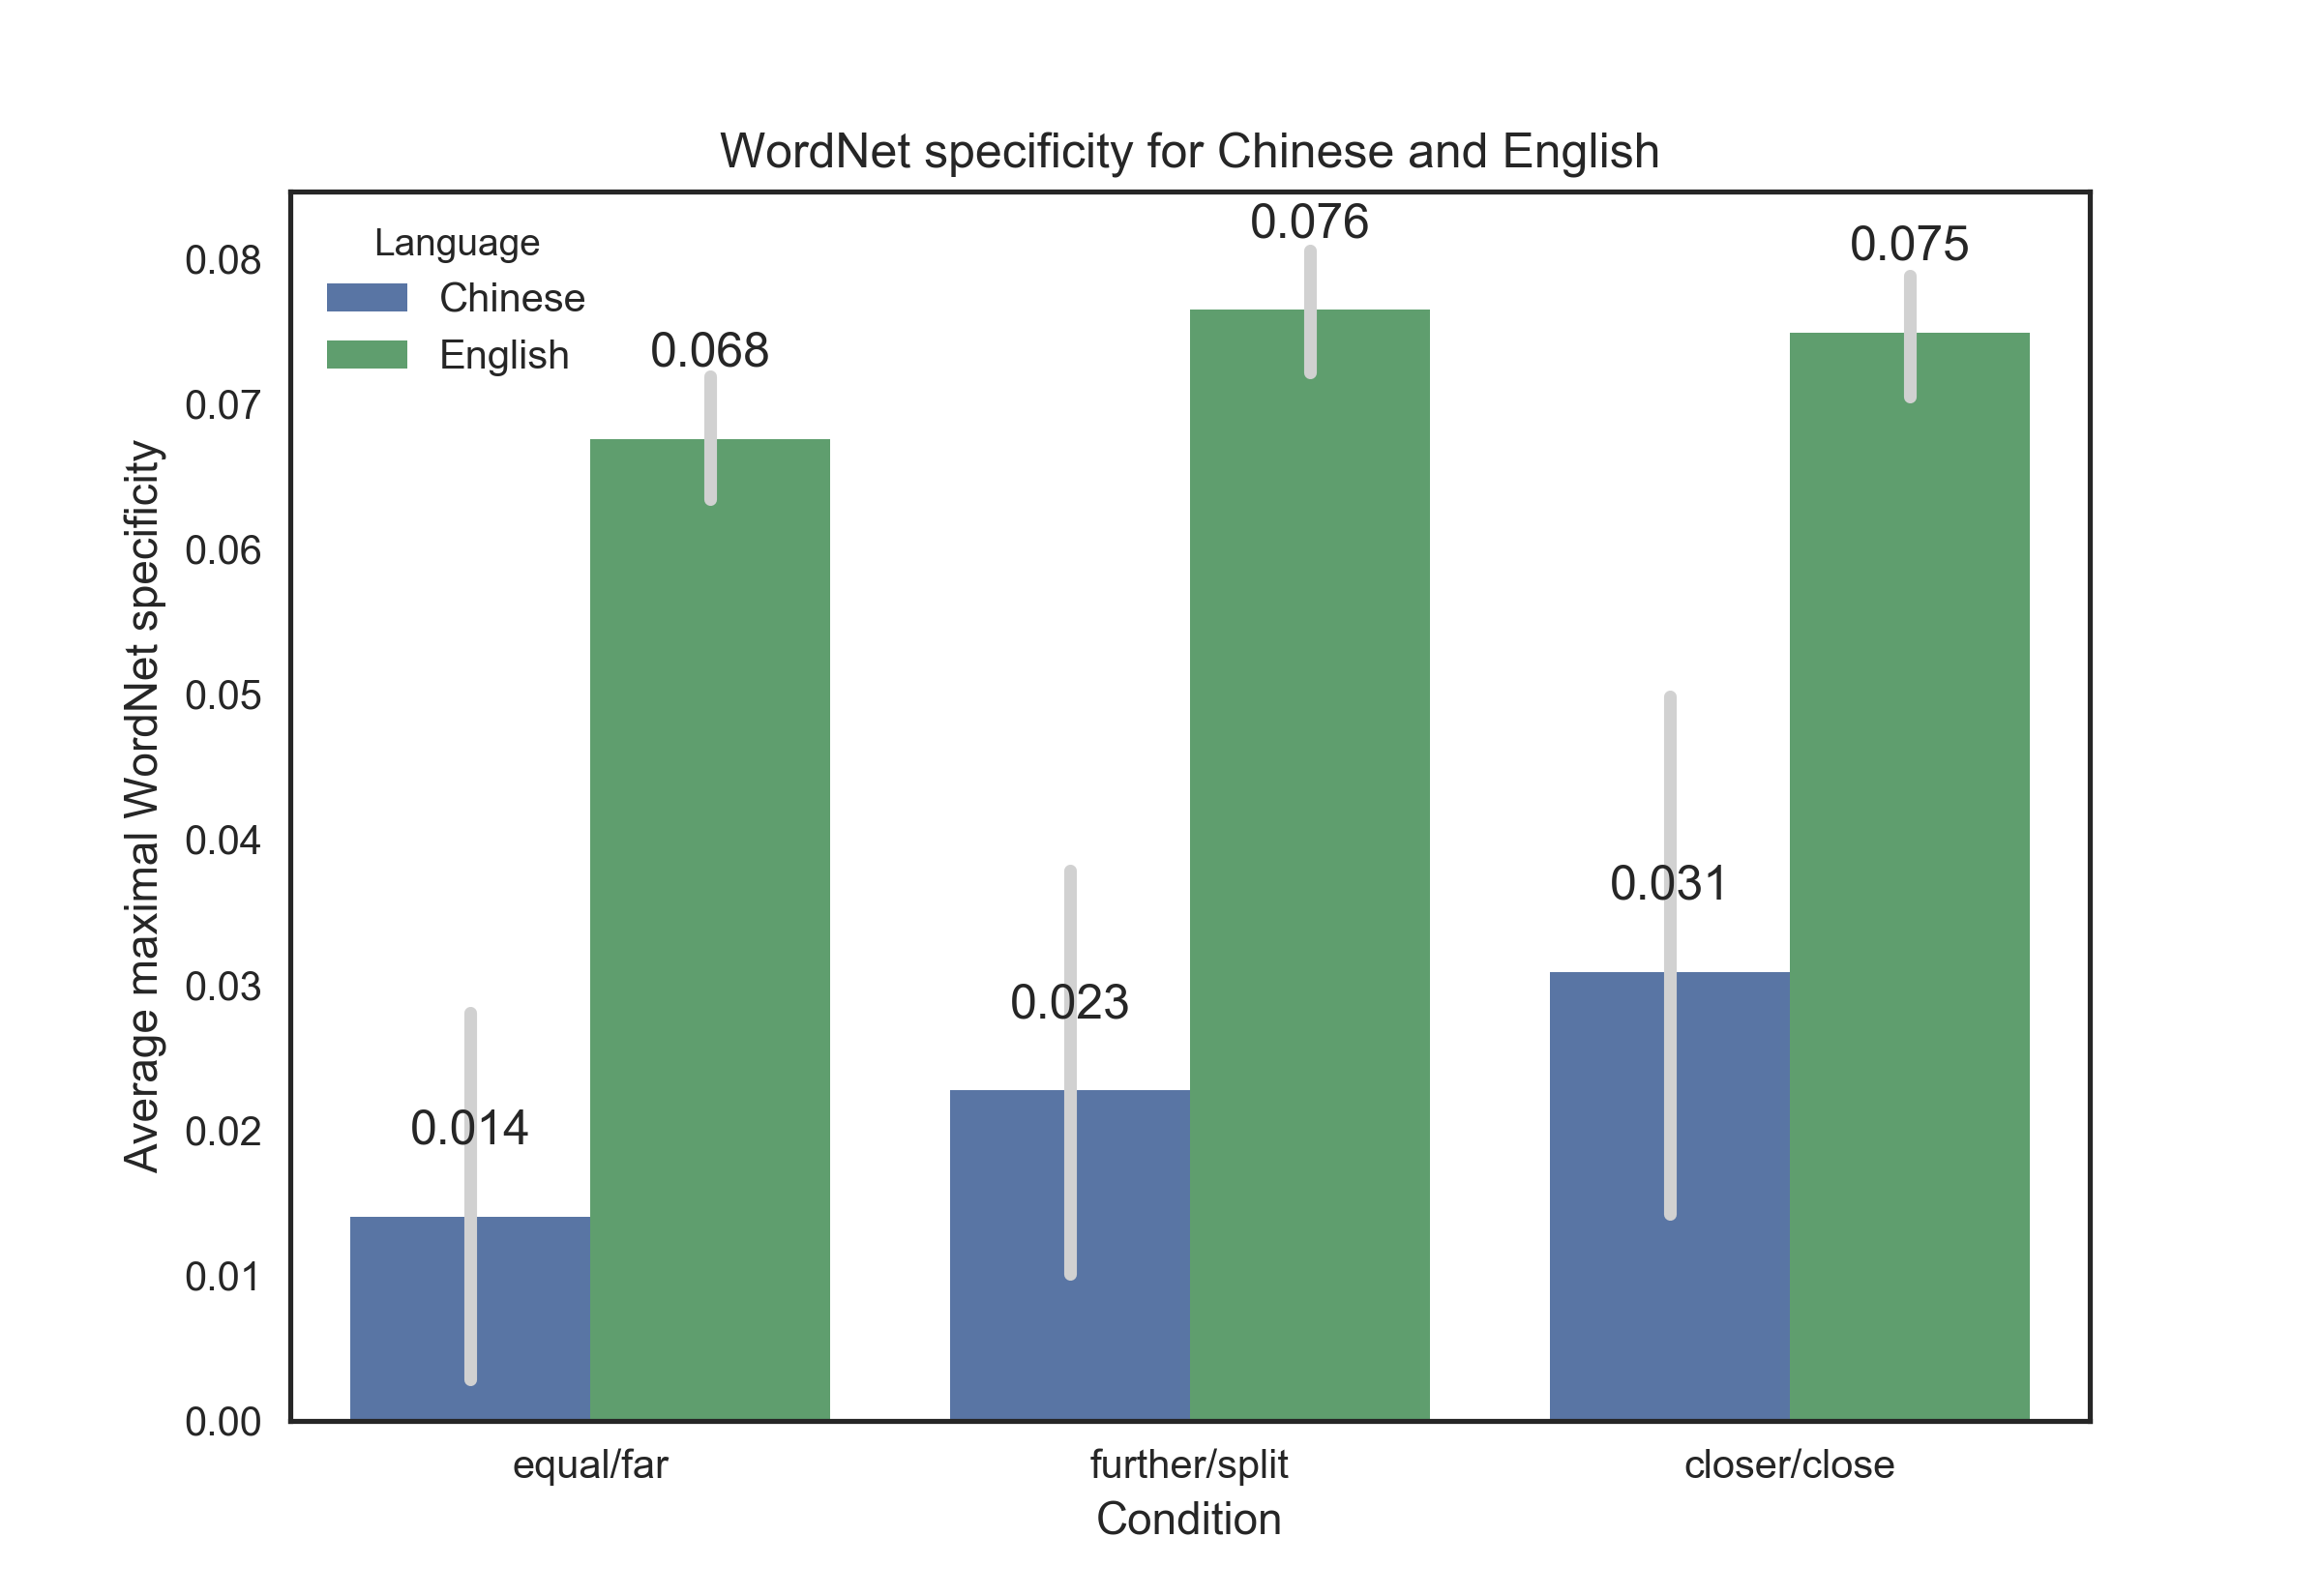 WordNet specificity for Chinese and English
Language
Chinese
English
0.08
0.07
0.06
0.05
0.04
0.03
0.02
0.01
0.00
Average maximal WordNet specificity
0.014
0.068
0.023
0.076
0.031
0.075
equal/far
further/split
closer/close
Condition